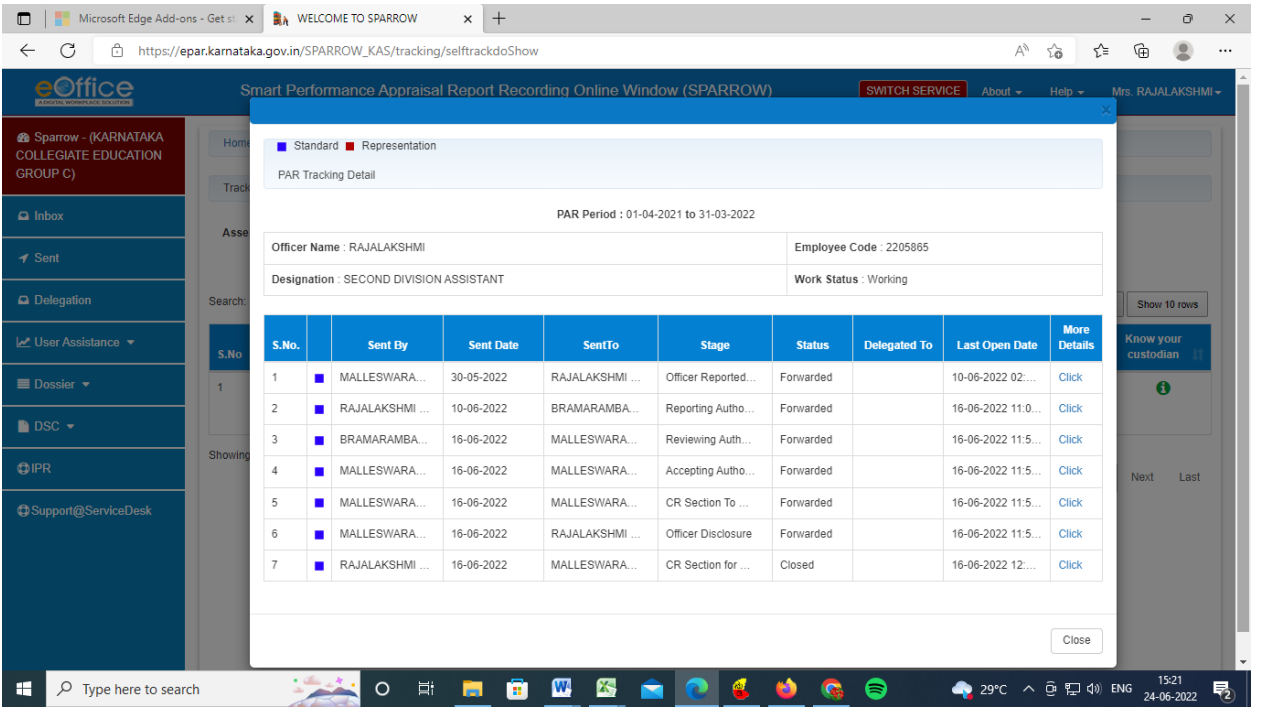 Microsoft Edge Add-ons - Get st
WELCOME TO SPARROW
https://epar.karnataka.gov.in/SPARROW_KAS/tracking/selftrackdoShow
eOffice
A DIGITAL WORKPLACE SOLUTION
Smart Performance Appraisal Report Recording Online Window (SPARROW)
SWITCH SERVICE About Help Mrs. RAJALAKSHMI
Sparrow - (KARNATAKA
COLLEGIATE EDUCATION
GROUP C)
Inbox
Sent
Delegation
User Assistance
Dossier
DSC
IPR
Support@ServiceDesk
Home
Track
Asse
Search:
Show 10 rows
S.No
Know your
custodian
1
Showing
Next Last
Standard Representation
PAR Tracking Detail
PAR Period : 01-04-2021 to 31-03-2022
Officer Name : RAJALAKSHMI Employee Code : 2205865
Designation : SECOND DIVISION ASSISTANT Work Status : Working
S.No. Sent By Sent Date SentTo Stage Status Delegated To Last Open Date More Details
1 MALLESWARA... 30-05-2022 RAJALAKSHMI ... Officer Reported... Forwarded 10-06-2022 02:... Click
2 RAJALAKSHMI ... 10-06-2022 BRAMARAMBA... Reporting Autho... Forwarded 16-06-2022 11:0... Click
3 BRAMARAMBA... 16-06-2022 MALLESWARA... Reviewing Auth... Forwarded 16-06-2022 11:5... Click
4 MALLESWARA... 16-06-2022 MALLESWARA... Accepting Autho... Forwarded 16-06-2022 11:5... Click
5 MALLESWARA... 16-06-2022 MALLESWARA... CR Section To ... Forwarded 16-06-2022 11:5... Click
6 MALLESWARA... 16-06-2022 RAJALAKSHMI ... Officer Disclosure Forwarded 16-06-2022 11:5... Click
7 RAJALAKSHMI ... 16-06-2022 MALLESWARA... CR Section for ... Closed 16-06-2022 12:... Click
Close
Type here to search
29°C ENG 15:21
24-06-2022